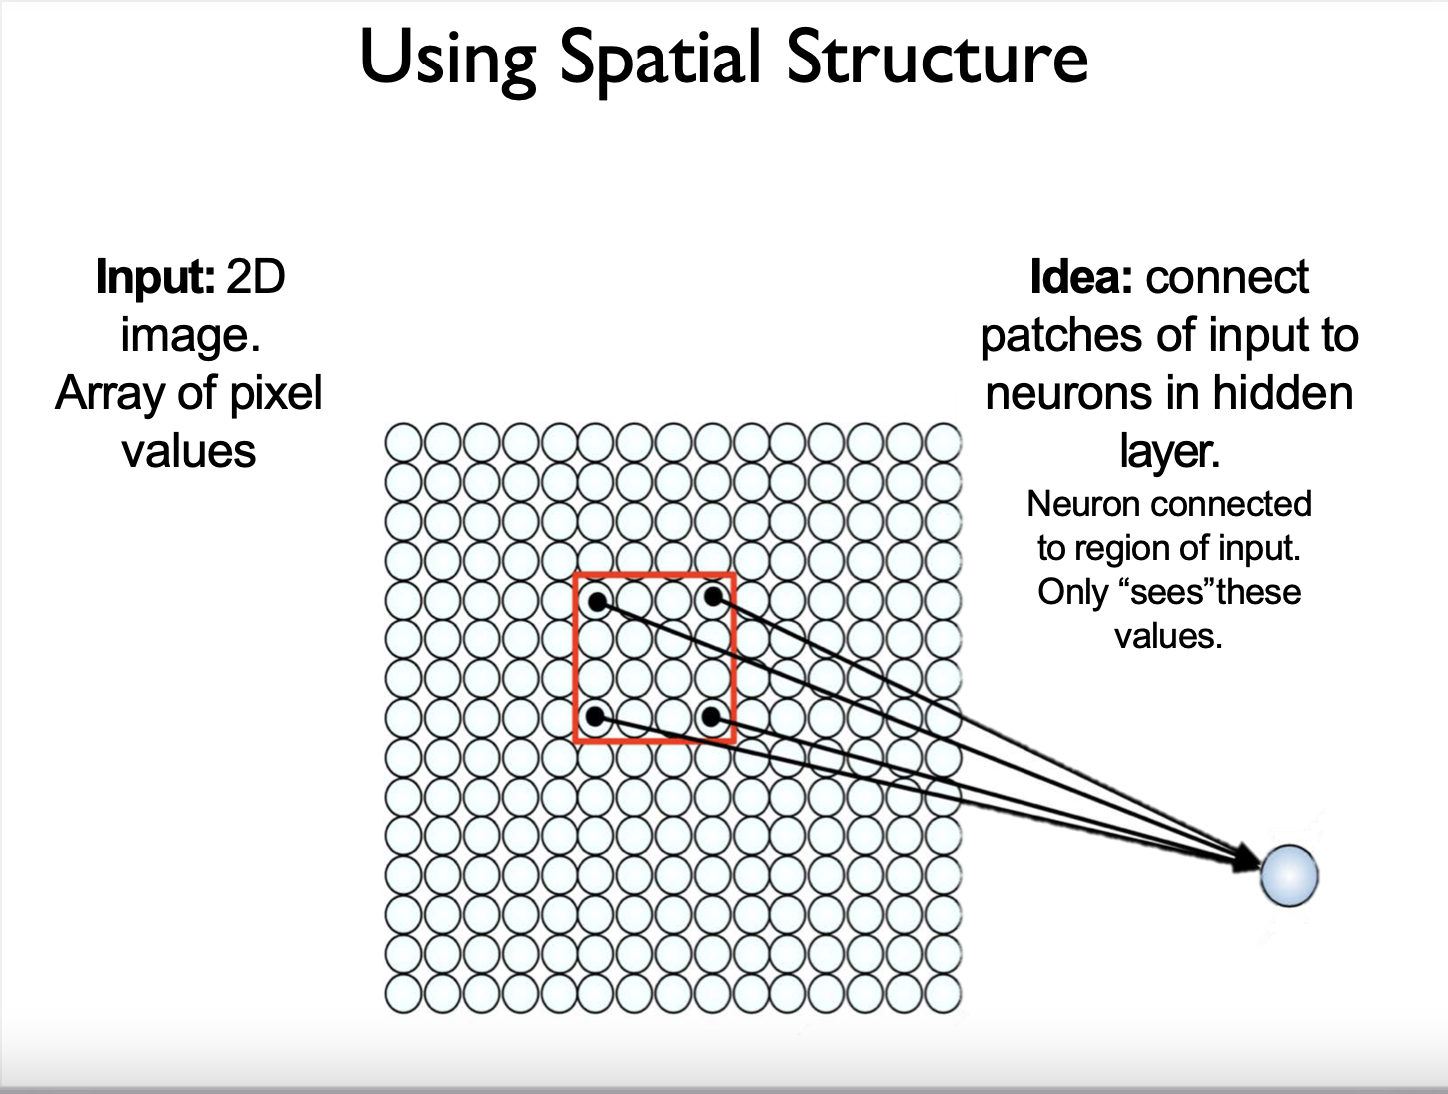 Using Spatial Structure
Input: 2D
image.
Array of pixel
values
Idea: connect
patches of input to
neurons in hidden
layer.
Neuron connected
to region of input.
Only “sees”these
values.